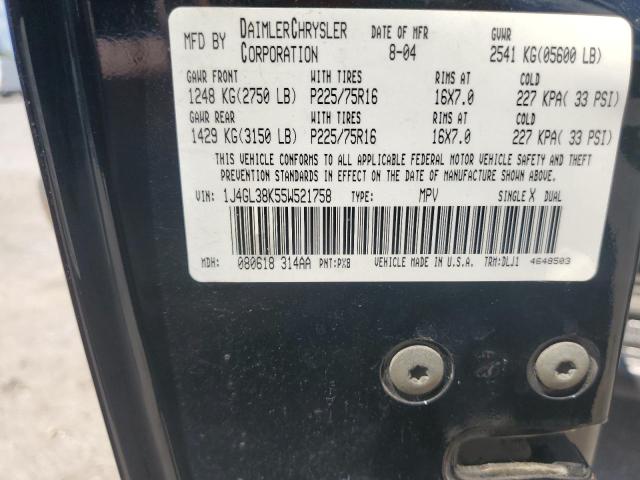 MFD BY DAIMLERCHRYSLER CORPORATION DATE OF MFR 8-04 GVWR 2541 KG(05600 LB)
GAWR FRONT WITH TIRES RIMS AT COLD
1248 KG(2750 LB) P225/75R16 16X7.0 227 KPA( 33 PSI)
GAWR REAR WITH TIRES RIMS AT COLD
1429 KG(3150 LB) P225/75R16 16X7.0 227 KPA( 33 PSI)
THIS VEHICLE CONFORMS TO ALL APPLICABLE FEDERAL MOTOR VEHICLE SAFETY AND THEFT
PREVENTION STANDARDS IN EFFECT ON THE DATE OF MANUFACTURE SHOWN ABOVE.
VIN: 1J4GL38K55W521758 TYPE: MPV SINGLE X DUAL
MDH: 080618 314AA PNT:PXB VEHICLE MADE IN U.S.A. TRM:DLJ1 4648503